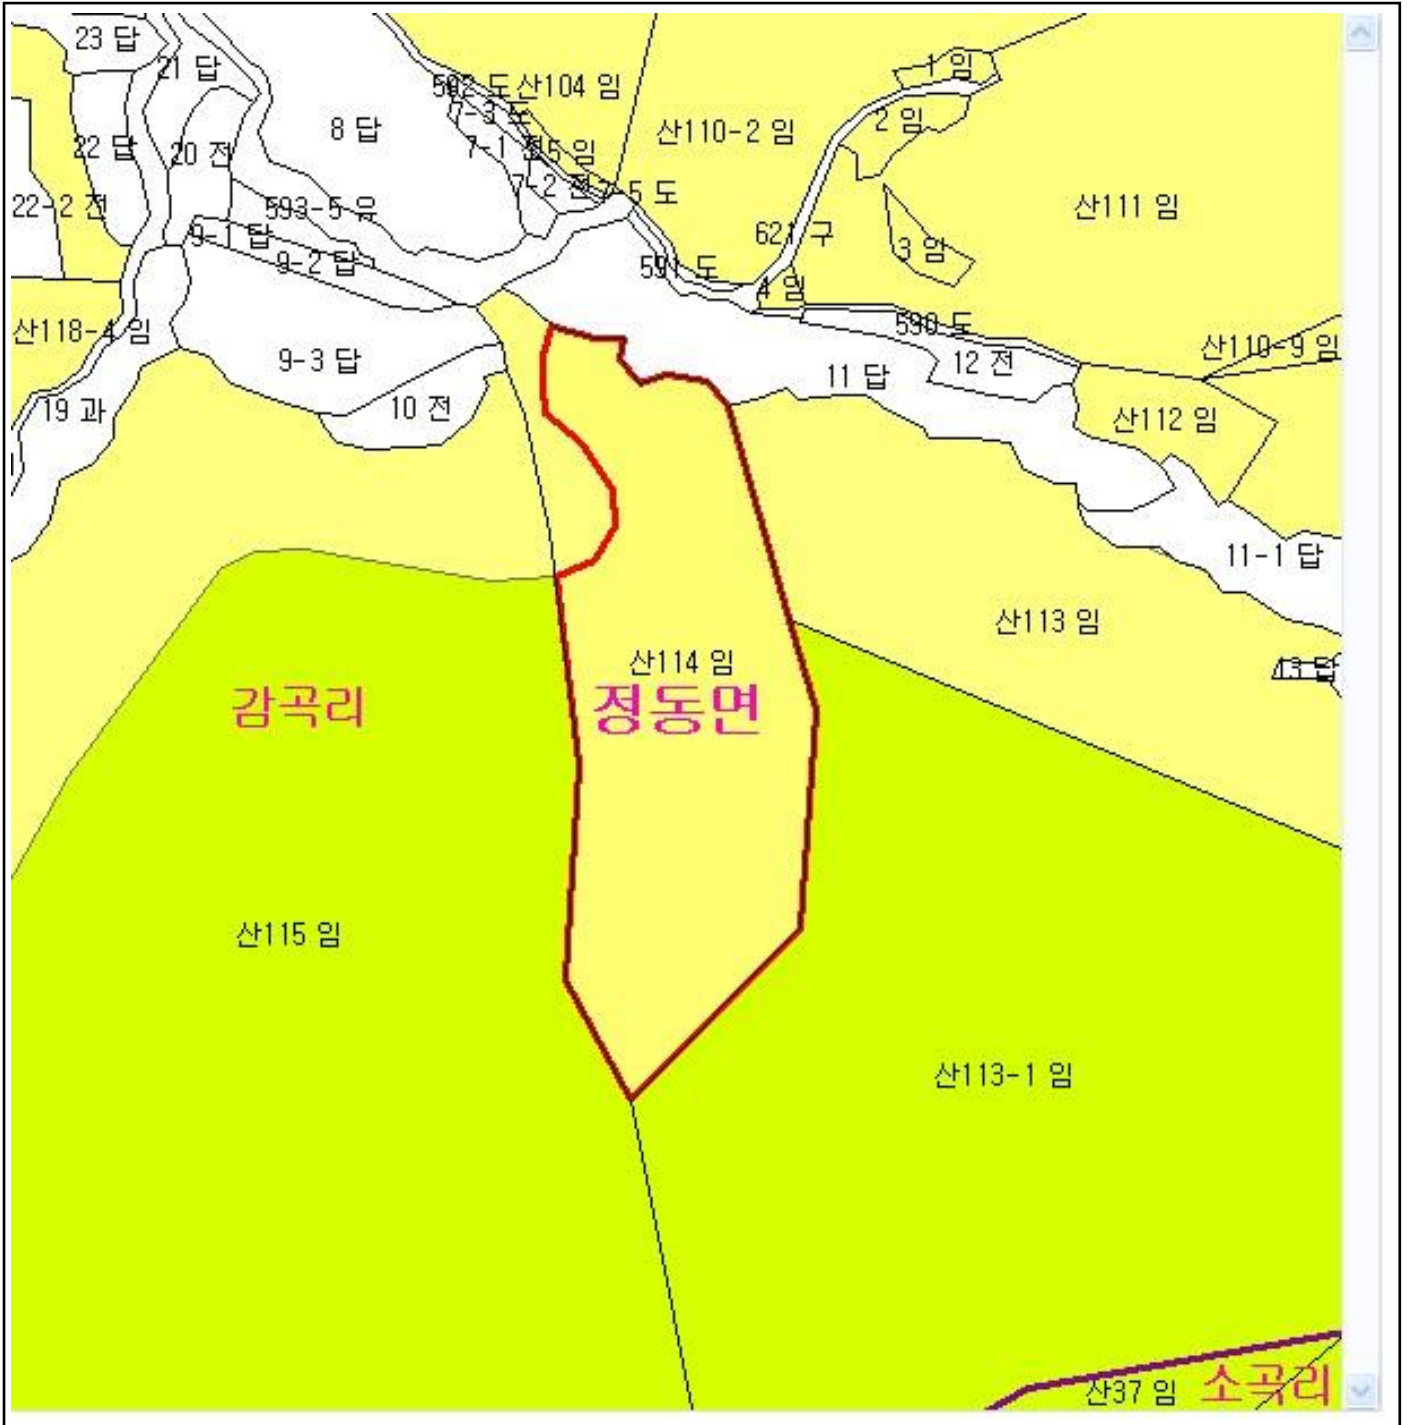 23 답
21 답
592 도
산104 임
1 임
7-3 도
2 임
8 답
산110-2 임
22 답
20 전
7-1 전
5 임
7-2 전
7-5 도
22-2 전
593-5 유
산111 임
9-1 답
621 구
3 임
9-2 답
591 도
4 임
산118-4 임
590 도
산110-9 임
9-3 답
12 전
11 답
19 과
10 전
산112 임
11-1 답
산113 임
산114 임
13 답
감곡리
정동면
산115 임
산113-1 임
산37 임
소곡리